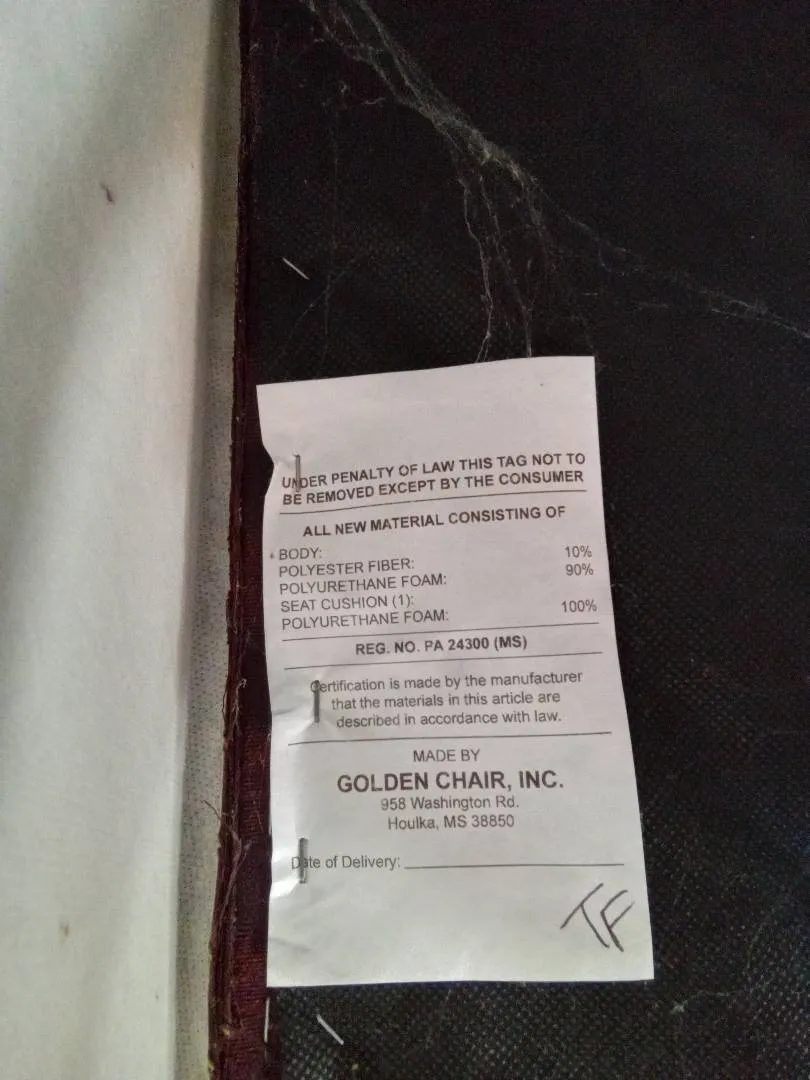 UNDER PENALTY OF LAW THIS TAG NOT TO
BE REMOVED EXCEPT BY THE CONSUMER
ALL NEW MATERIAL CONSISTING OF
BODY:
POLYESTER FIBER: 10%
POLYURETHANE FOAM: 90%
SEAT CUSHION (1):
POLYURETHANE FOAM: 100%
REG. NO. PA 24300 (MS)
Certification is made by the manufacturer
that the materials in this article are
described in accordance with law.
MADE BY
GOLDEN CHAIR, INC.
958 Washington Rd.
Houlka, MS 38850
Date of Delivery:
TF